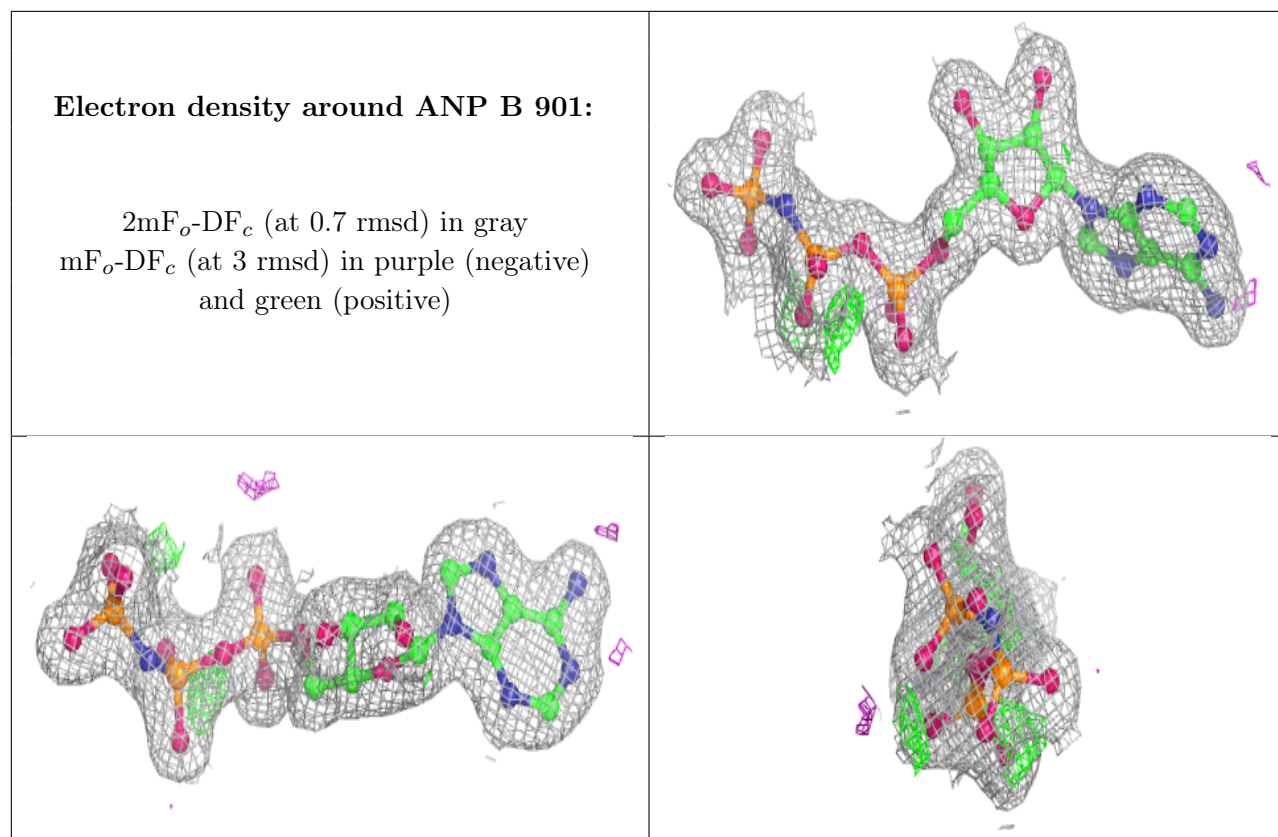 Electron density around ANP B 901:
2mFₒ-DF𝑐 (at 0.7 rmsd) in gray
mFₒ-DF𝑐 (at 3 rmsd) in purple (negative)
and green (positive)